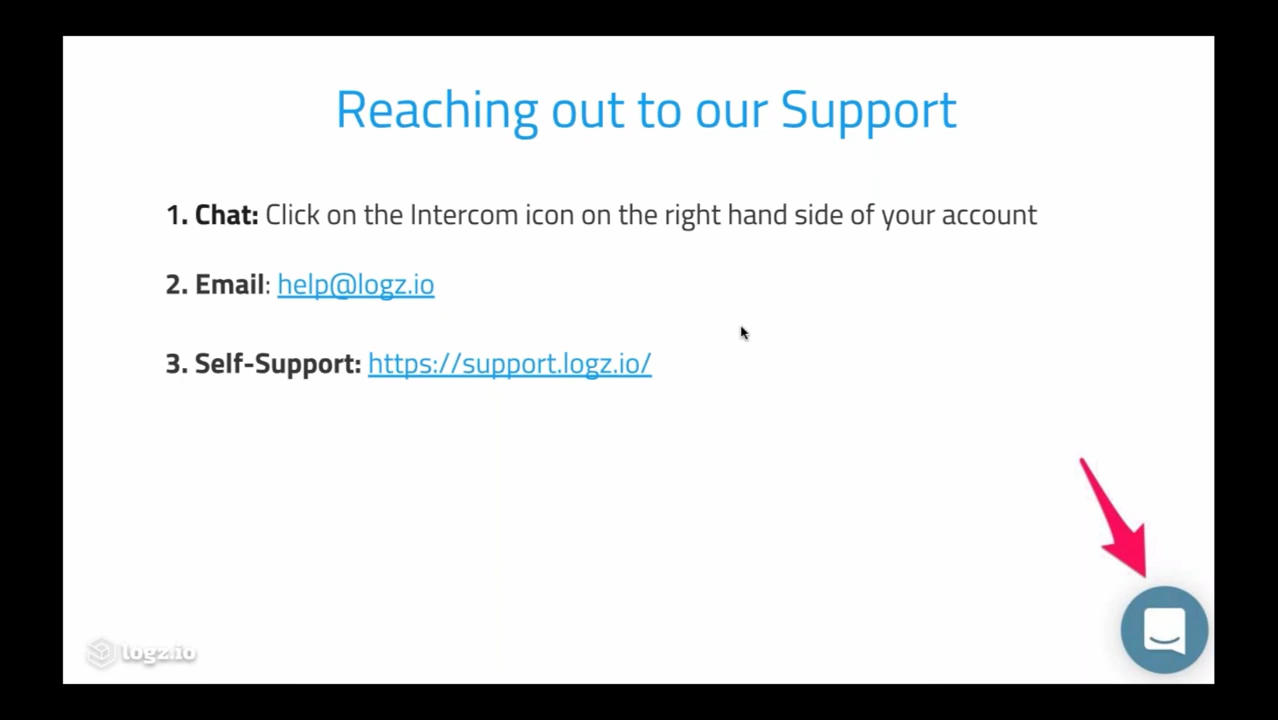 Reaching out to our Support
1. Chat: Click on the Intercom icon on the right hand side of your account
2. Email: help@logz.io
3. Self-Support: https://support.logz.io/
logz.io